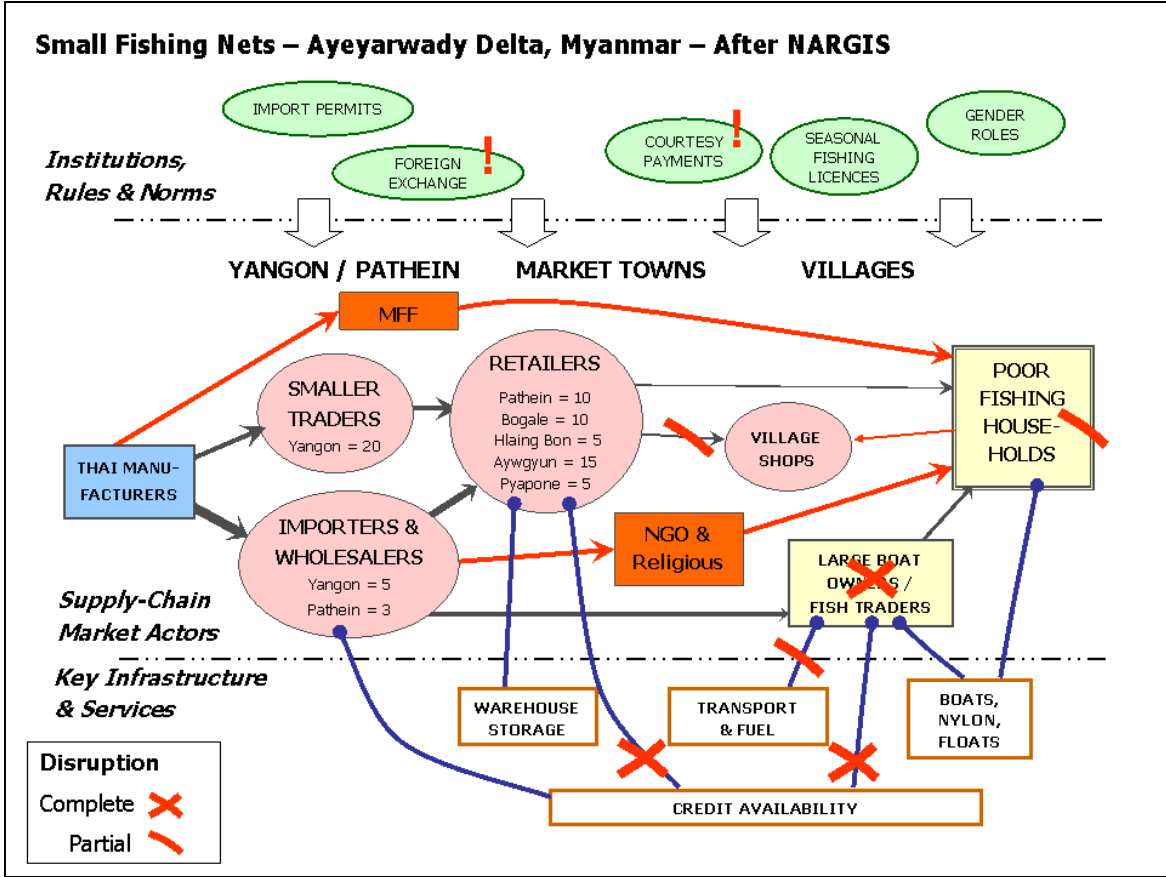 Small Fishing Nets – Ayeyarwady Delta, Myanmar – After NARGIS
IMPORT PERMITS
FOREIGN
EXCHANGE
!
COURTESY
PAYMENTS
!
SEASONAL
FISHING
LICENCES
GENDER
ROLES
Institutions,
Rules & Norms
YANGON / PATHEIN
MARKET TOWNS
VILLAGES
MFF
SMALLER
TRADERS
Yangon = 20
RETAILERS
Pathein = 10
Bogale = 10
Hlaing Bon = 5
Aywgyun = 15
Pyapone = 5
VILLAGE
SHOPS
POOR
FISHING
HOUSE-
HOLDS
THAI MANU-
FACTURERS
IMPORTERS &
WHOLESALERS
Yangon = 5
Pathein = 3
NGO &
Religious
LARGE BOAT
OWNERS /
FISH TRADERS
Supply-Chain
Market Actors
Key Infrastructure
& Services
WAREHOUSE
STORAGE
TRANSPORT
& FUEL
BOATS,
NYLON,
FLOATS
CREDIT AVAILABILITY
Disruption
Complete
Partial